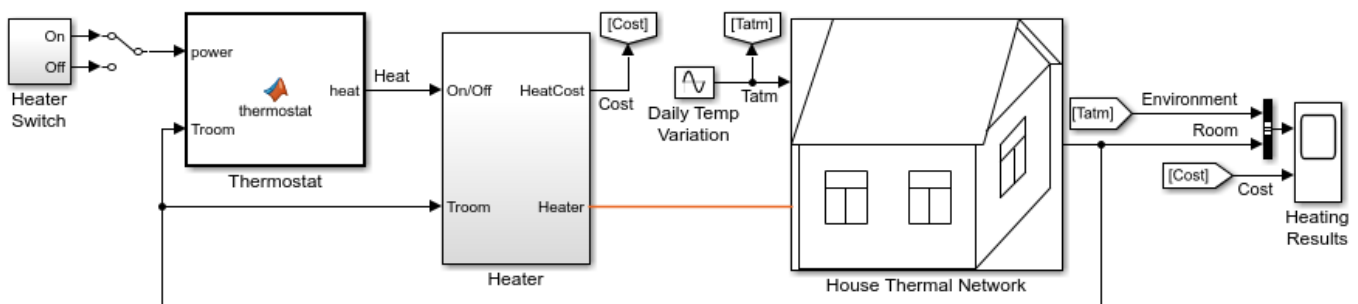 On
Off
Heater
Switch
power
thermostat
heat
Troom
Thermostat
Heat
On/Off
HeatCost
Troom
Heater
Heater
[Cost]
Cost
[Tatm]
Tatm
Daily Temp
Variation
House Thermal Network
[Tatm]
Environment
Room
[Cost]
Cost
Heating
Results